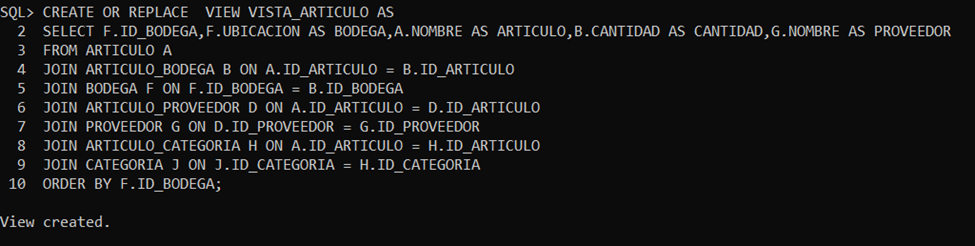 SQL> CREATE OR REPLACE  VIEW VISTA_ARTICULO AS
  2  SELECT F.ID_BODEGA,F.UBICACION AS BODEGA,A.NOMBRE AS ARTICULO,B.CANTIDAD AS CANTIDAD,G.NOMBRE AS PROVEEDOR
  3  FROM ARTICULO A
  4  JOIN ARTICULO_BODEGA B ON A.ID_ARTICULO = B.ID_ARTICULO
  5  JOIN BODEGA F ON F.ID_BODEGA = B.ID_BODEGA
  6  JOIN ARTICULO_PROVEEDOR D ON A.ID_ARTICULO = D.ID_ARTICULO
  7  JOIN PROVEEDOR G ON D.ID_PROVEEDOR = G.ID_PROVEEDOR
  8  JOIN ARTICULO_CATEGORIA H ON A.ID_ARTICULO = H.ID_ARTICULO
  9  JOIN CATEGORIA J ON J.ID_CATEGORIA = H.ID_CATEGORIA
 10  ORDER BY F.ID_BODEGA;
View created.